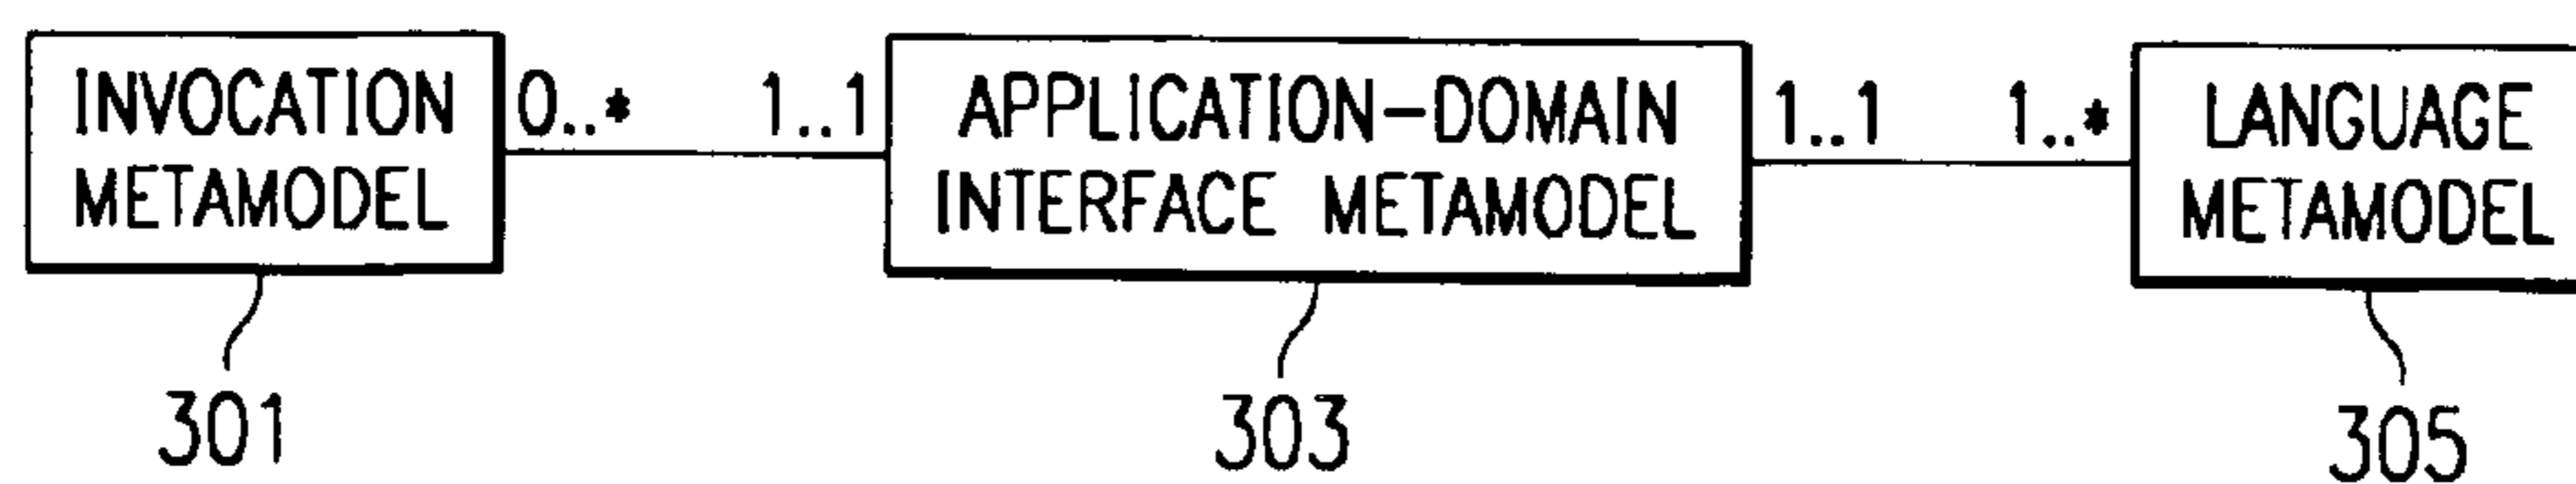 INVOCATION METAMODEL
0..* 1..1
APPLICATION-DOMAIN INTERFACE METAMODEL
1..1 1..*
LANGUAGE METAMODEL
301
303
305